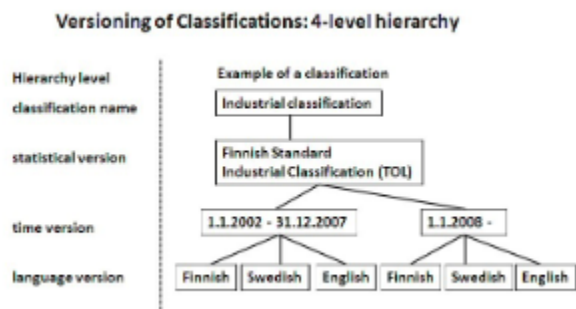 Versioning of Classifications: 4-level hierarchy
Hierarchy level
Example of a classification
classification name
Industrial classification
statistical version
Finnish Standard
Industrial Classification (TOL)
time version
1.1.2002 - 31.12.2007
1.1.2008 -
language version
Finnish
Swedish
English
Finnish
Swedish
English